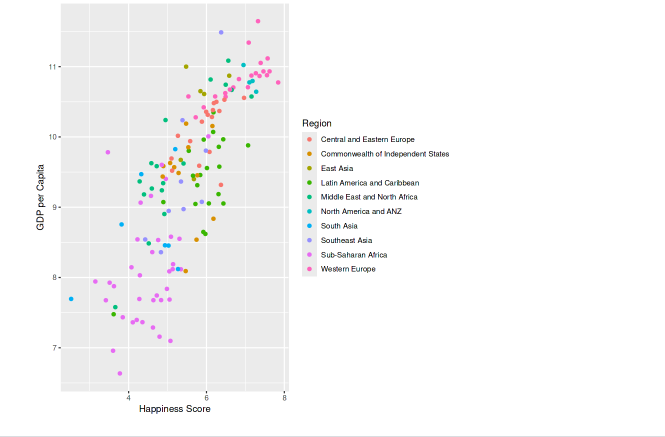 GDP per Capita
11
10
9
8
7
4
6
8
Happiness Score
Region
Central and Eastern Europe
Commonwealth of Independent States
East Asia
Latin America and Caribbean
Middle East and North Africa
North America and ANZ
South Asia
Southeast Asia
Sub-Saharan Africa
Western Europe